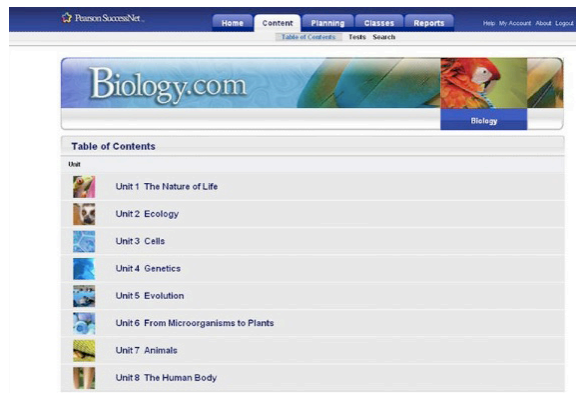 Pearson SuccessNet™
Home Content Planning Classes Reports
Help My Account About Logout
Table of Contents Tests Search
Biology.com
Biology
Table of Contents
Unit
Unit 1 The Nature of Life
Unit 2 Ecology
Unit 3 Cells
Unit 4 Genetics
Unit 5 Evolution
Unit 6 From Microorganisms to Plants
Unit 7 Animals
Unit 8 The Human Body